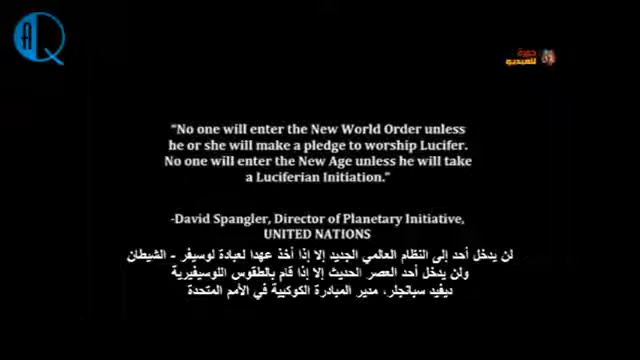 AQ
حورية
للفيديو
"No one will enter the New World Order unless
he or she will make a pledge to worship Lucifer.
No one will enter the New Age unless he will take
a Luciferian Initiation."
-David Spangler, Director of Planetary Initiative,
UNITED NATIONS
لن يدخل أحد إلى النظام العالمي الجديد إلا إذا أخذ عهدا لعبادة لوسيفر - الشيطان
ولن يدخل أحد العصر الحديث إلا إذا قام بالطقوس اللوسيفيرية
ديفيد سبانجلر، مدير المبادرة الكوكبية في الأمم المتحدة